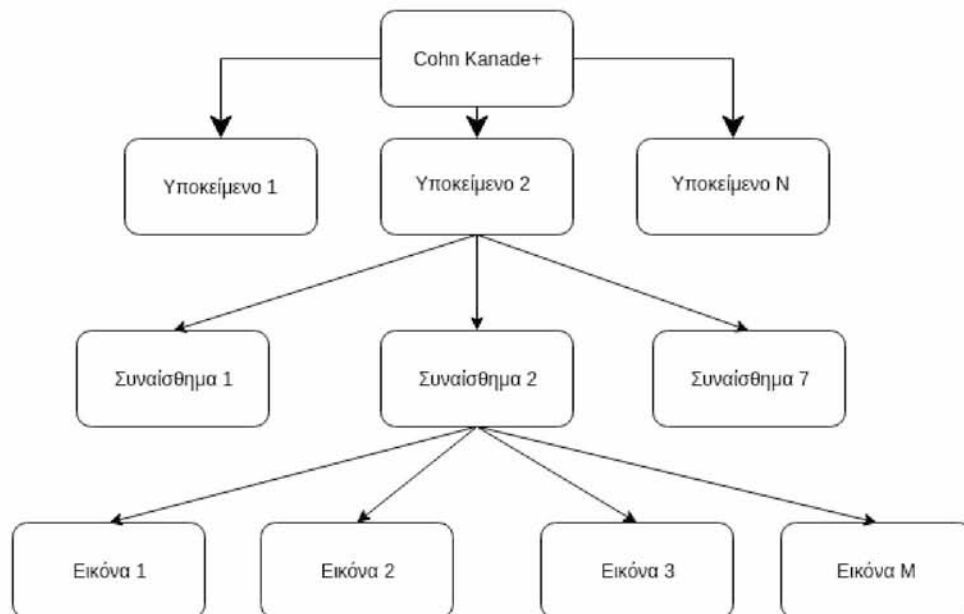 Cohn Kanade+
Υποκείμενο 1
Υποκείμενο 2
Υποκείμενο N
Συναίσθημα 1
Συναίσθημα 2
Συναίσθημα 7
Εικόνα 1
Εικόνα 2
Εικόνα 3
Εικόνα M